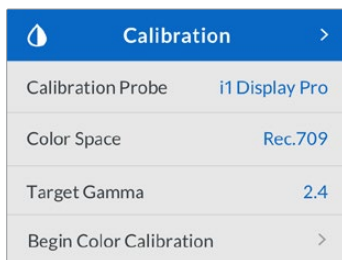 Calibration
Calibration Probe i1 Display Pro
Color Space Rec.709
Target Gamma 2.4
Begin Color Calibration